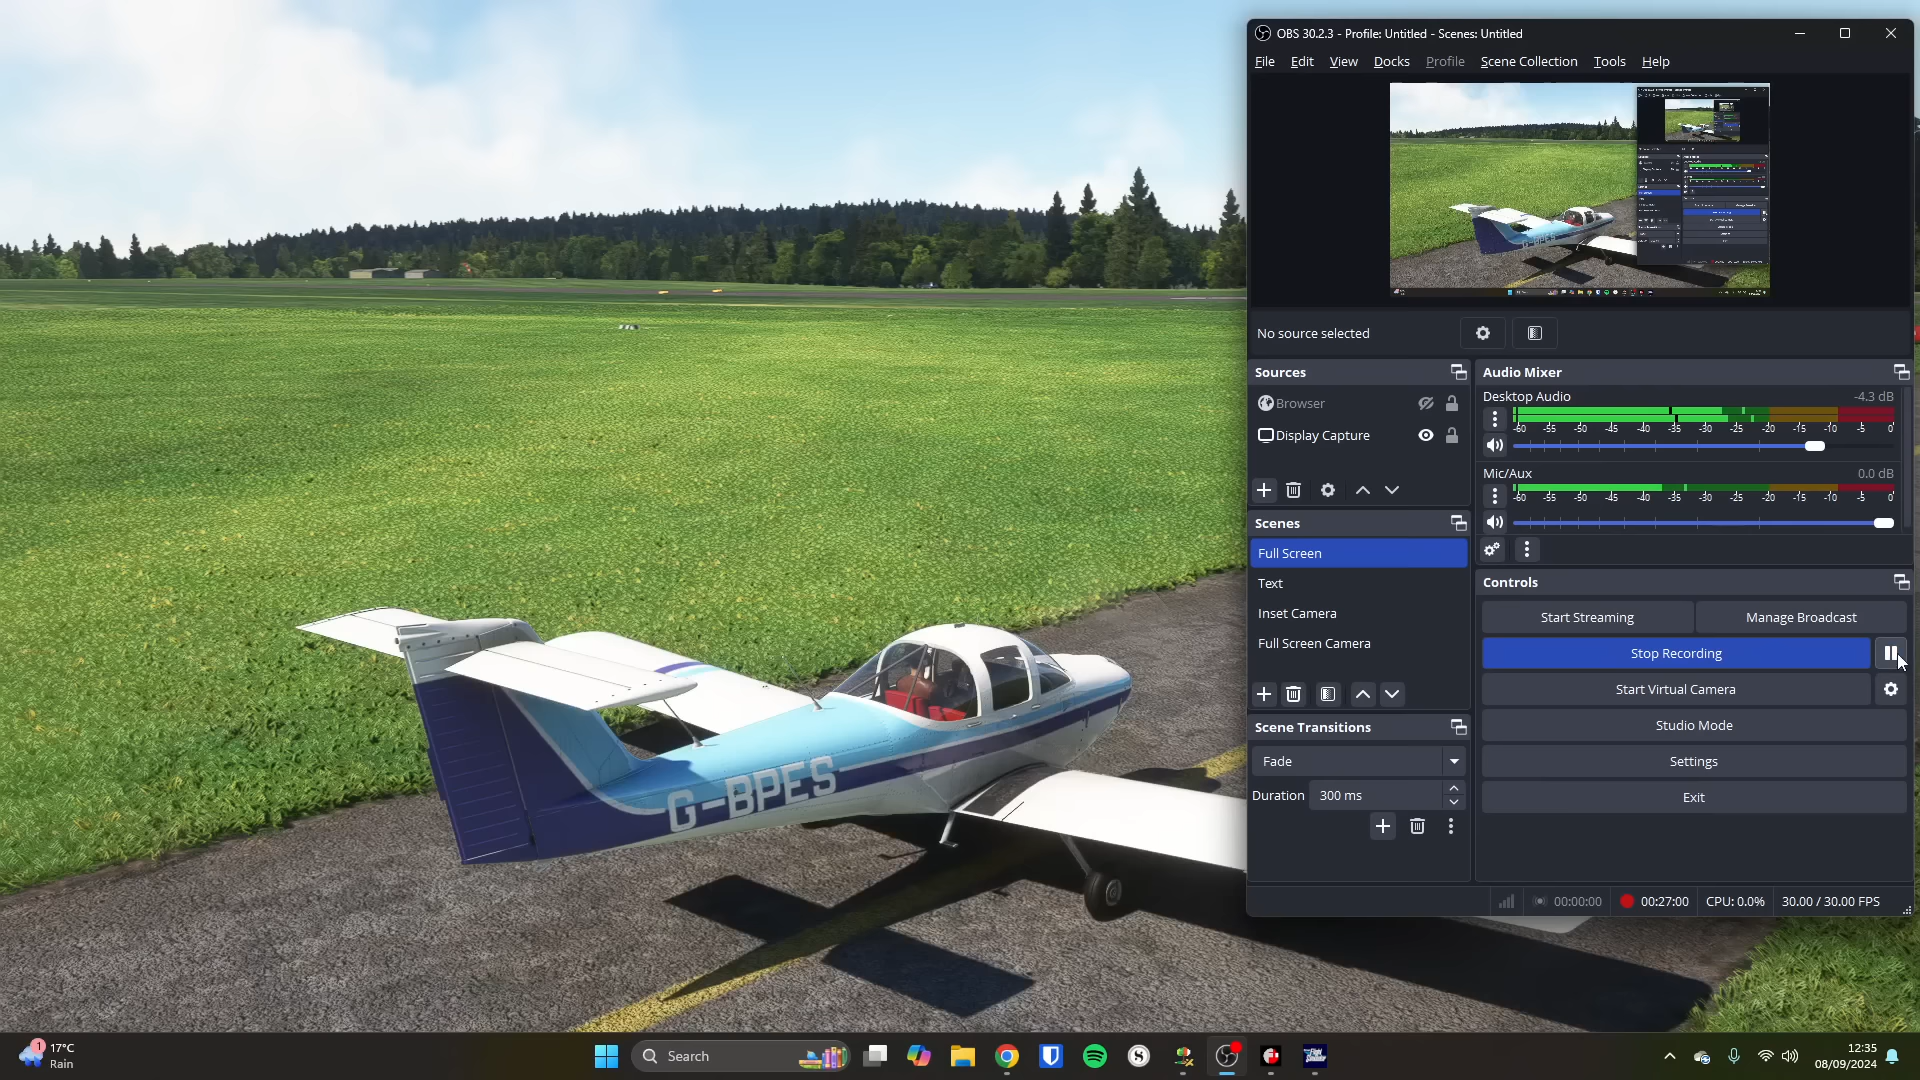 OBS 30.2.3 - Profile: Untitled - Scenes: Untitled
File Edit View Docks Profile Scene Collection Tools Help
No source selected
Sources
Browser
Display Capture
Scenes
Full Screen
Text
Inset Camera
Full Screen Camera
Scene Transitions
Fade
Duration 300 ms
Audio Mixer
Desktop Audio -4.3 dB
-60 -55 -50 -45 -40 -35 -30 -25 -20 -15 -10 -5 0
Mic/Aux 0.0 dB
-60 -55 -50 -45 -40 -35 -30 -25 -20 -15 -10 -5 0
Controls
Start Streaming Manage Broadcast
Stop Recording
Start Virtual Camera
Studio Mode
Settings
Exit
00:00:00 00:27:00 CPU: 0.0% 30.00 / 30.00 FPS
G-BPES
1
17°C
Rain
Search
12:35
08/09/2024